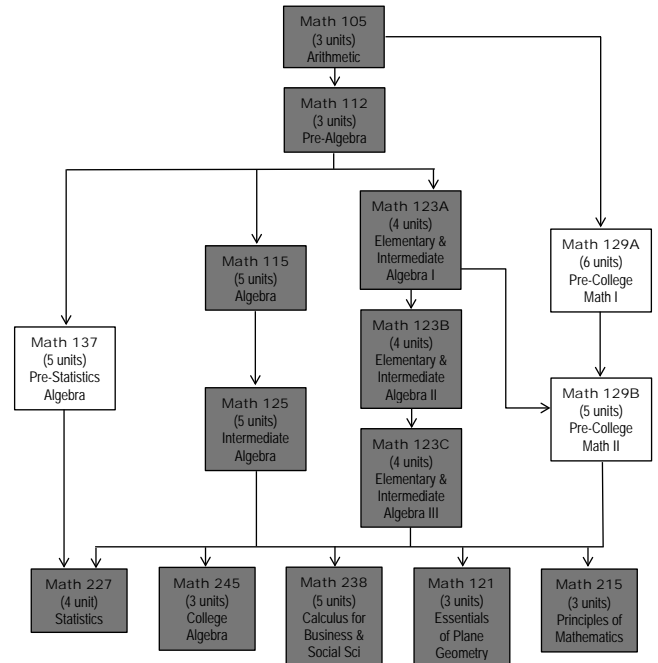 Math 105
(3 units)
Arithmetic
Math 112
(3 units)
Pre-Algebra
Math 123A
(4 units)
Elementary &
Intermediate
Algebra I
Math 129A
(6 units)
Pre-College
Math I
Math 115
(5 units)
Algebra
Math 137
(5 units)
Pre-Statistics
Algebra
Math 123B
(4 units)
Elementary &
Intermediate
Algebra II
Math 129B
(5 units)
Pre-College
Math II
Math 125
(5 units)
Intermediate
Algebra
Math 123C
(4 units)
Elementary &
Intermediate
Algebra III
Math 227
(4 unit)
Statistics
Math 245
(3 units)
College
Algebra
Math 238
(5 units)
Calculus for
Business &
Social Sci
Math 121
(3 units)
Essentials
of Plane
Geometry
Math 215
(3 units)
Principles of
Mathematics